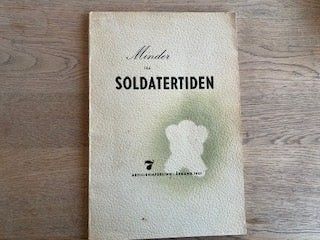 Minder
fra
SOLDATERTIDEN
7